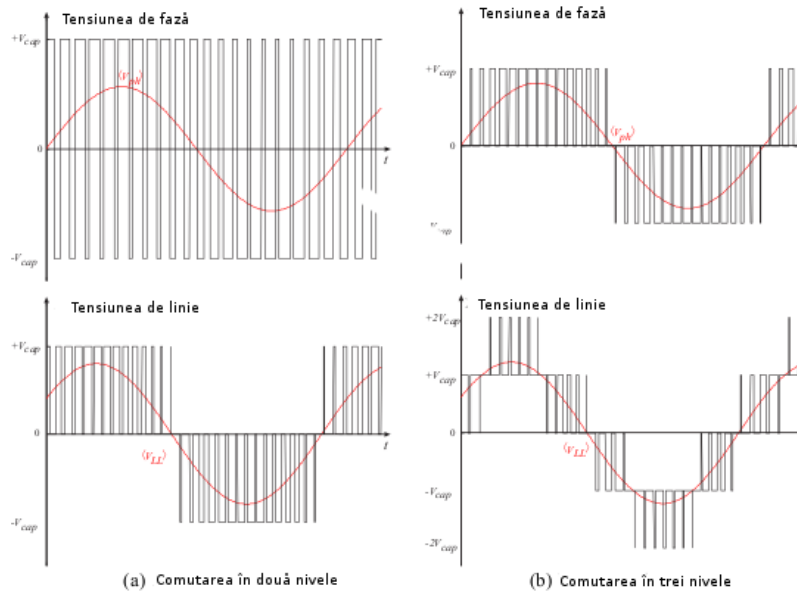 Tensiunea de fază
+Vcap
⟨Vph⟩
0
t
-Vcap
Tensiunea de linie
+Vcap
0
⟨VLL⟩
t
-Vcap
(a) Comutarea în două nivele
Tensiunea de fază
+Vcap
⟨Vph⟩
0
Tensiunea de linie
+2Vcap
+Vcap
0
⟨VLL⟩
-Vcap
-2Vcap
(b) Comutarea în trei nivele